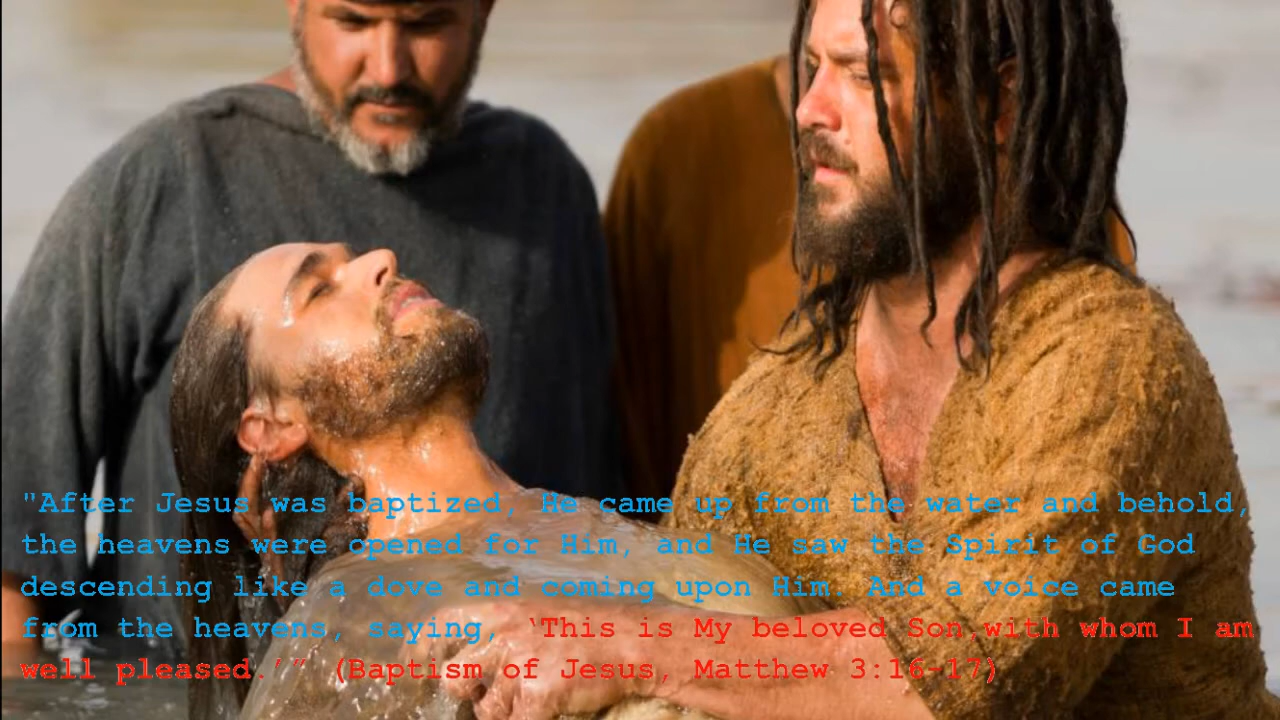 "After Jesus was baptized, He came up from the water and behold,
the heavens were opened for Him, and He saw the Spirit of God
descending like a dove and coming upon Him. And a voice came
from the heavens, saying, ‘This is My beloved Son,with whom I am
well pleased.’” (Baptism of Jesus, Matthew 3:16-17)